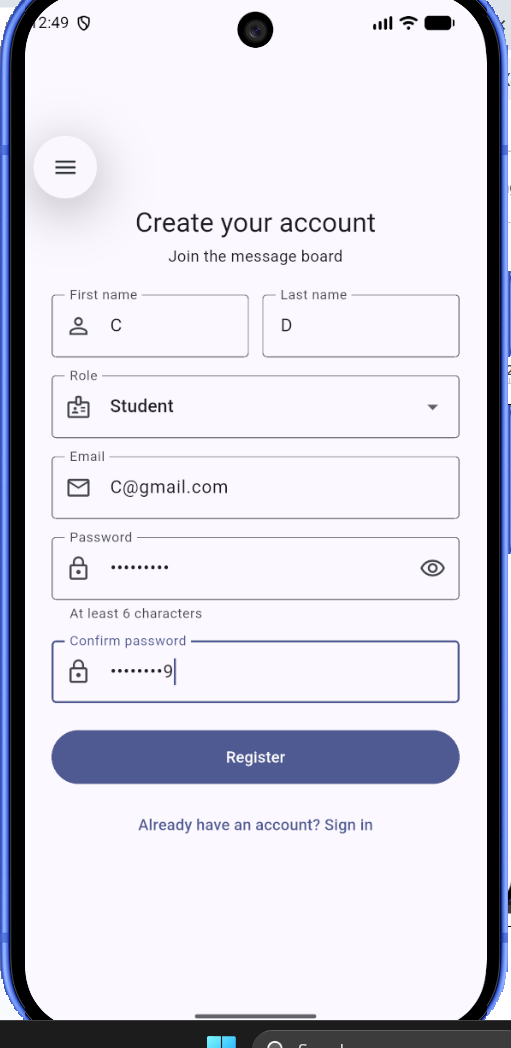 12:49
Create your account
Join the message board
First name
Last name
C
D
Role
Student
Email
C@gmail.com
Password
•••••••••
At least 6 characters
Confirm password
••••••••9
Register
Already have an account? Sign in